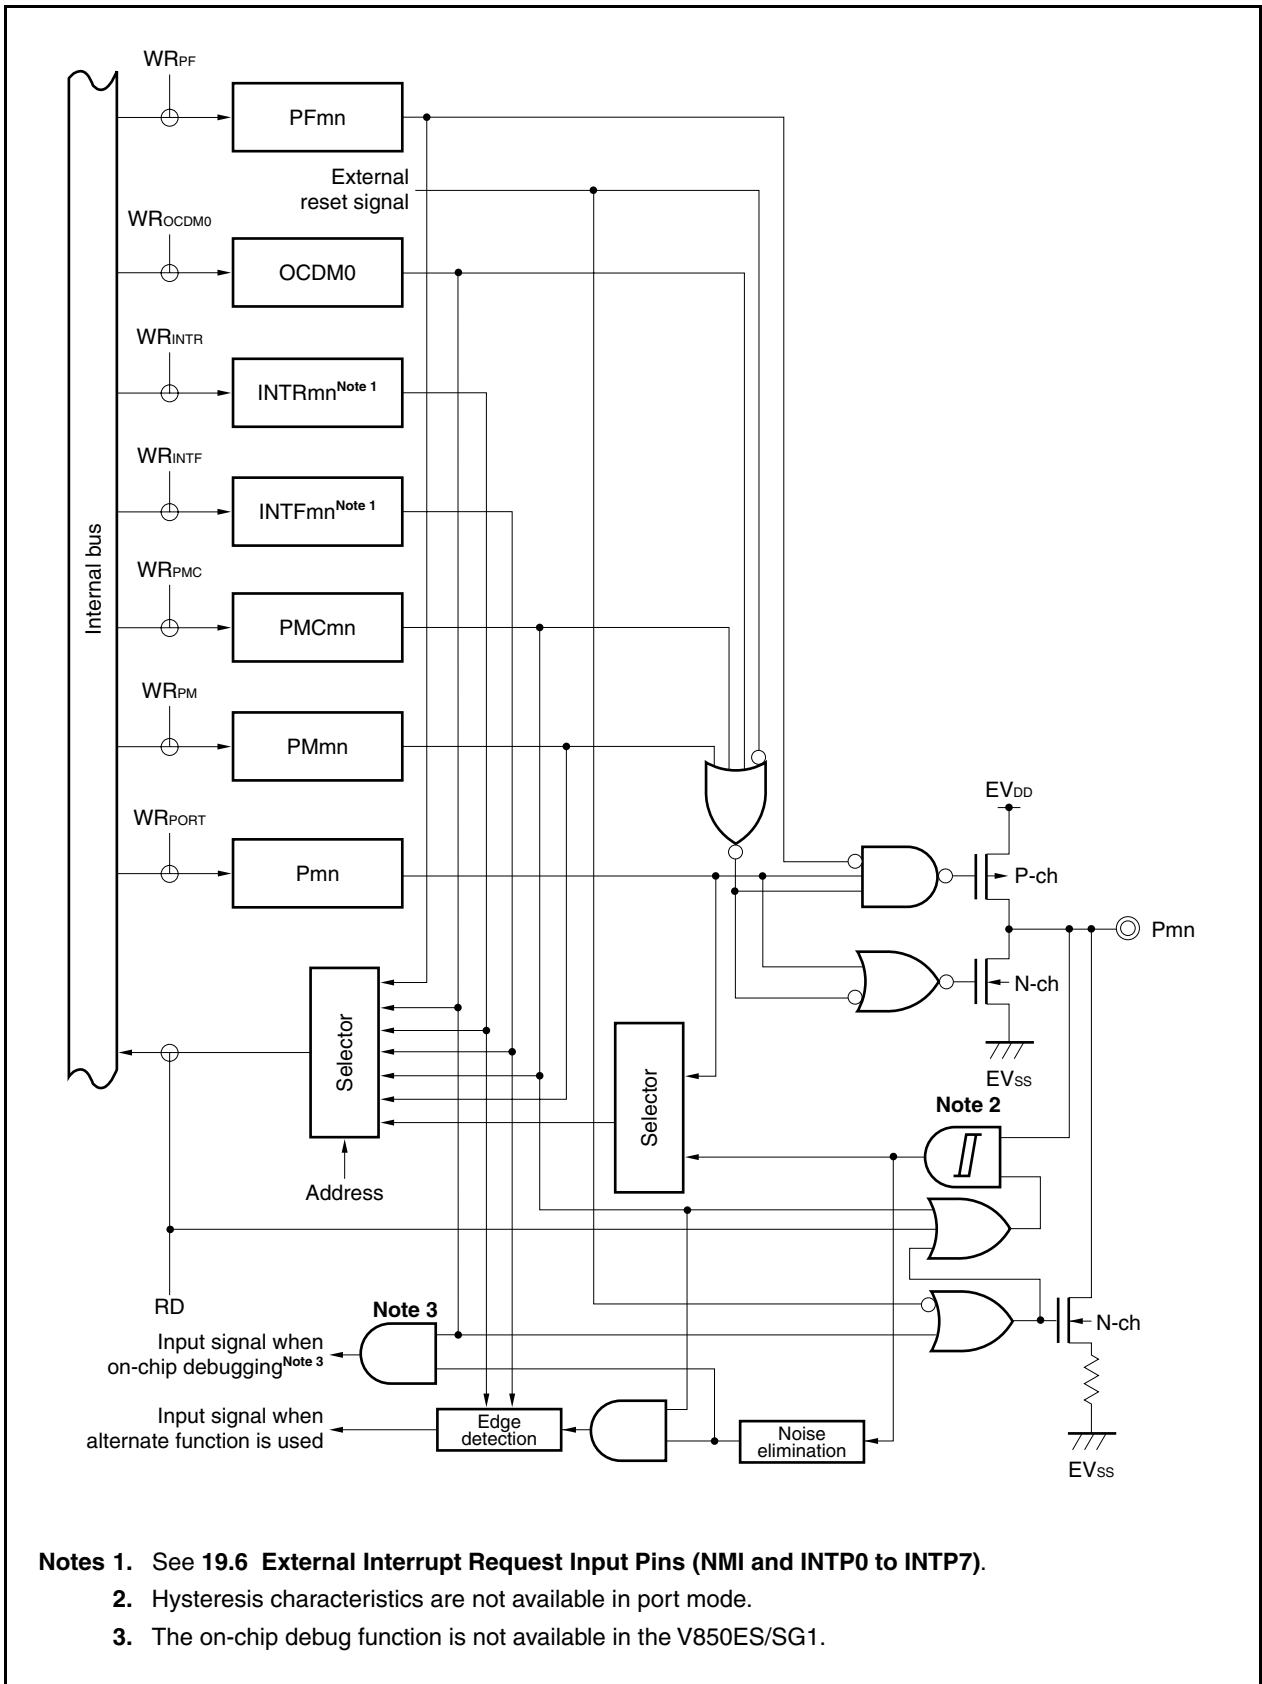 WRPF
PFmn
External
reset signal
WROCDM0
OCDM0
WRINTR
INTRmnNote 1
WRINTF
INTFmnNote 1
Internal bus
WRPMC
PMCmn
WRPM
PMmn
WRPORT
Pmn
EVDD
P-ch
Pmn
N-ch
EVSS
Selector
Selector
Note 2
Address
RD
Note 3
N-ch
Input signal when
on-chip debuggingNote 3
Input signal when
alternate function is used
Edge
detection
Noise
elimination
EVSS
Notes 1. See 19.6 External Interrupt Request Input Pins (NMI and INTP0 to INTP7).
2. Hysteresis characteristics are not available in port mode.
3. The on-chip debug function is not available in the V850ES/SG1.